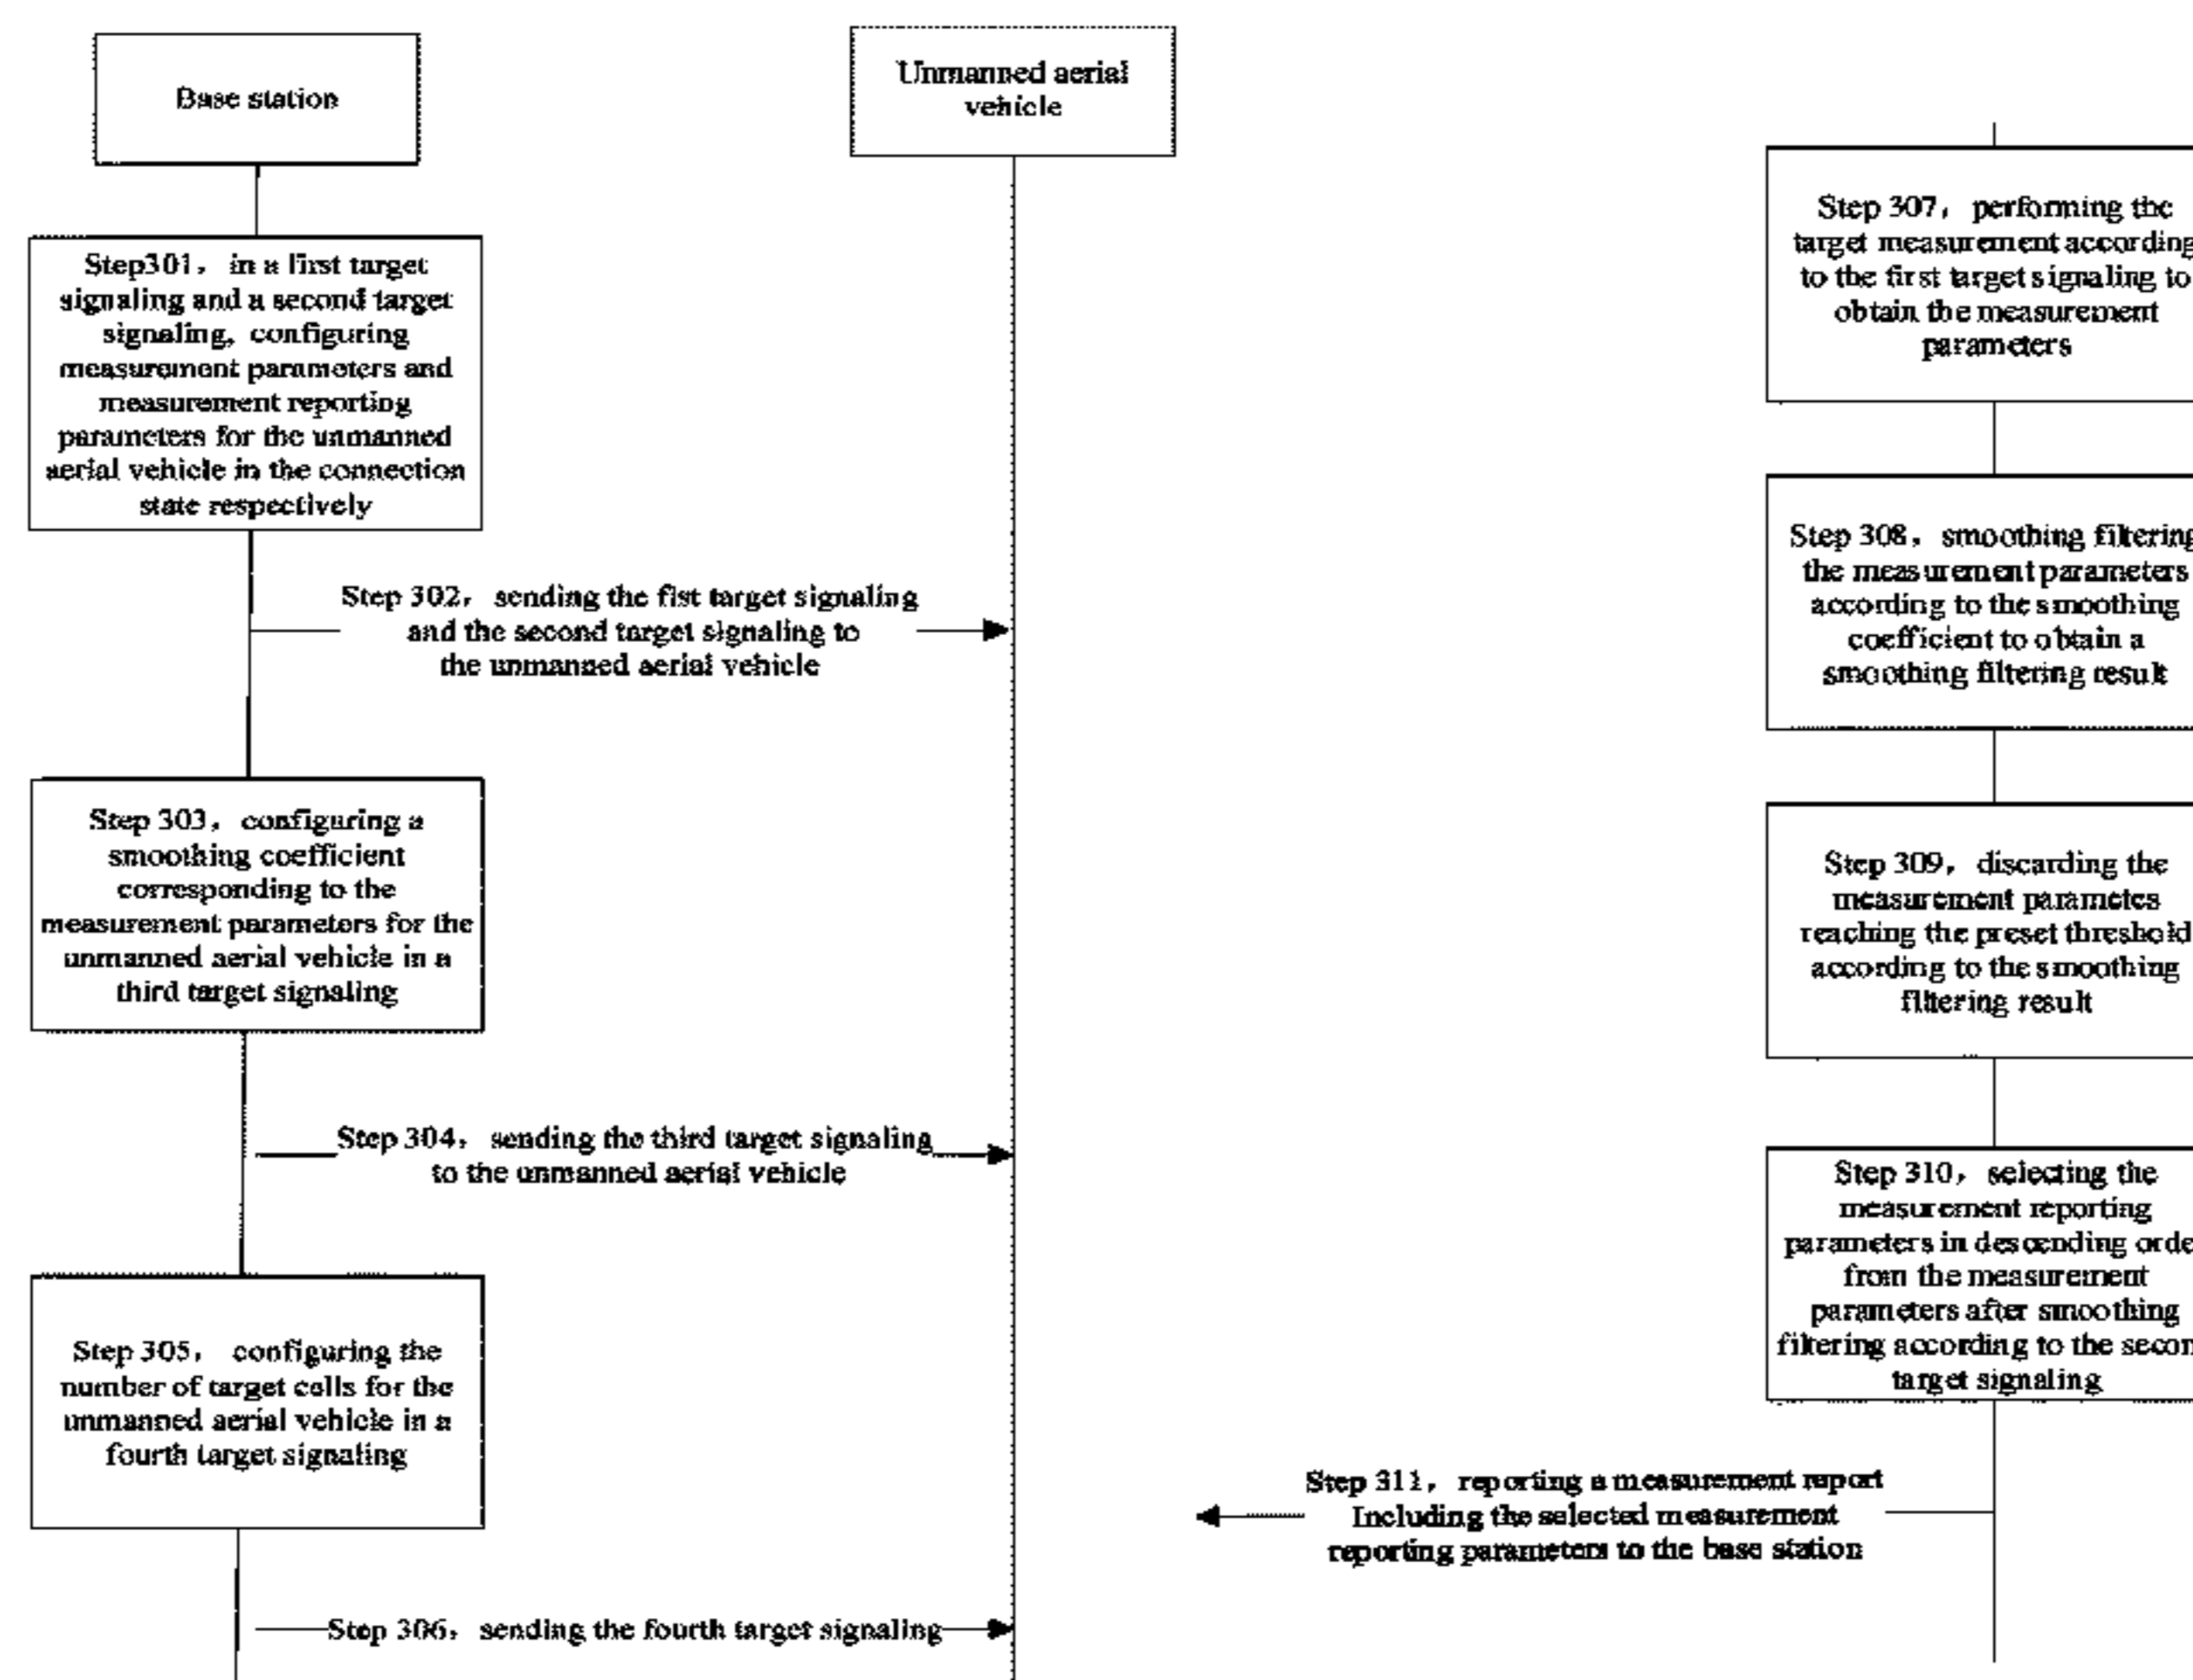 Base station
Unmanned aerial
vehicle
Step301, in a first target
signaling and a second target
signaling, configuring
measurement parameters and
measurement reporting
parameters for the unmanned
aerial vehicle in the connection
state respectively
Step 302, sending the fist target signaling
and the second target signaling to
the unmanned aerial vehicle
Step 303, configuring a
smoothing coefficient
corresponding to the
measurement parameters for the
unmanned aerial vehicle in a
third target signaling
Step 304, sending the third target signaling
to the unmanned aerial vehicle
Step 305, configuring the
number of target cells for the
unmanned aerial vehicle in a
fourth target signaling
Step 306, sending the fourth target signaling
Step 307, performing the
target measurement according
to the first target signaling to
obtain the measurement
parameters
Step 308, smoothing filtering
the measurement parameters
according to the smoothing
coefficient to obtain a
smoothing filtering result
Step 309, discarding the
measurement parametes
reaching the preset threshold
according to the smoothing
filtering result
Step 310, selecting the
measurement reporting
parameters in descending orde
from the measurement
parameters after smoothing
filtering according to the secon
target signaling
Step 311, reporting a measurement report
Including the selected measurement
reporting parameters to the base station